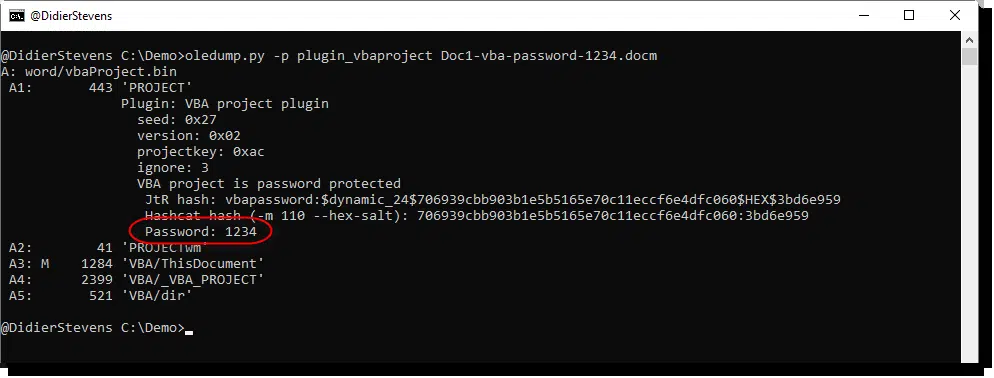 @DidierStevens
@DidierStevens C:\Demo>oledump.py -p plugin_vbaproject Doc1-vba-password-1234.docm
A: word/vbaProject.bin
 A1:       443 'PROJECT'
               Plugin: VBA project plugin
                 seed: 0x27
                 version: 0x02
                 projectkey: 0xac
                 ignore: 3
                 VBA project is password protected
                  JtR hash: vbapassword:$dynamic_24$706939cbb903b1e5b5165e70c11eccf6e4dfc060$HEX$3bd6e959
                  Hashcat hash (-m 110 --hex-salt): 706939cbb903b1e5b5165e70c11eccf6e4dfc060:3bd6e959
                  Password: 1234
 A2:        41 'PROJECTwm'
 A3: M    1284 'VBA/ThisDocument'
 A4:      2399 'VBA/_VBA_PROJECT'
 A5:       521 'VBA/dir'
@DidierStevens C:\Demo>